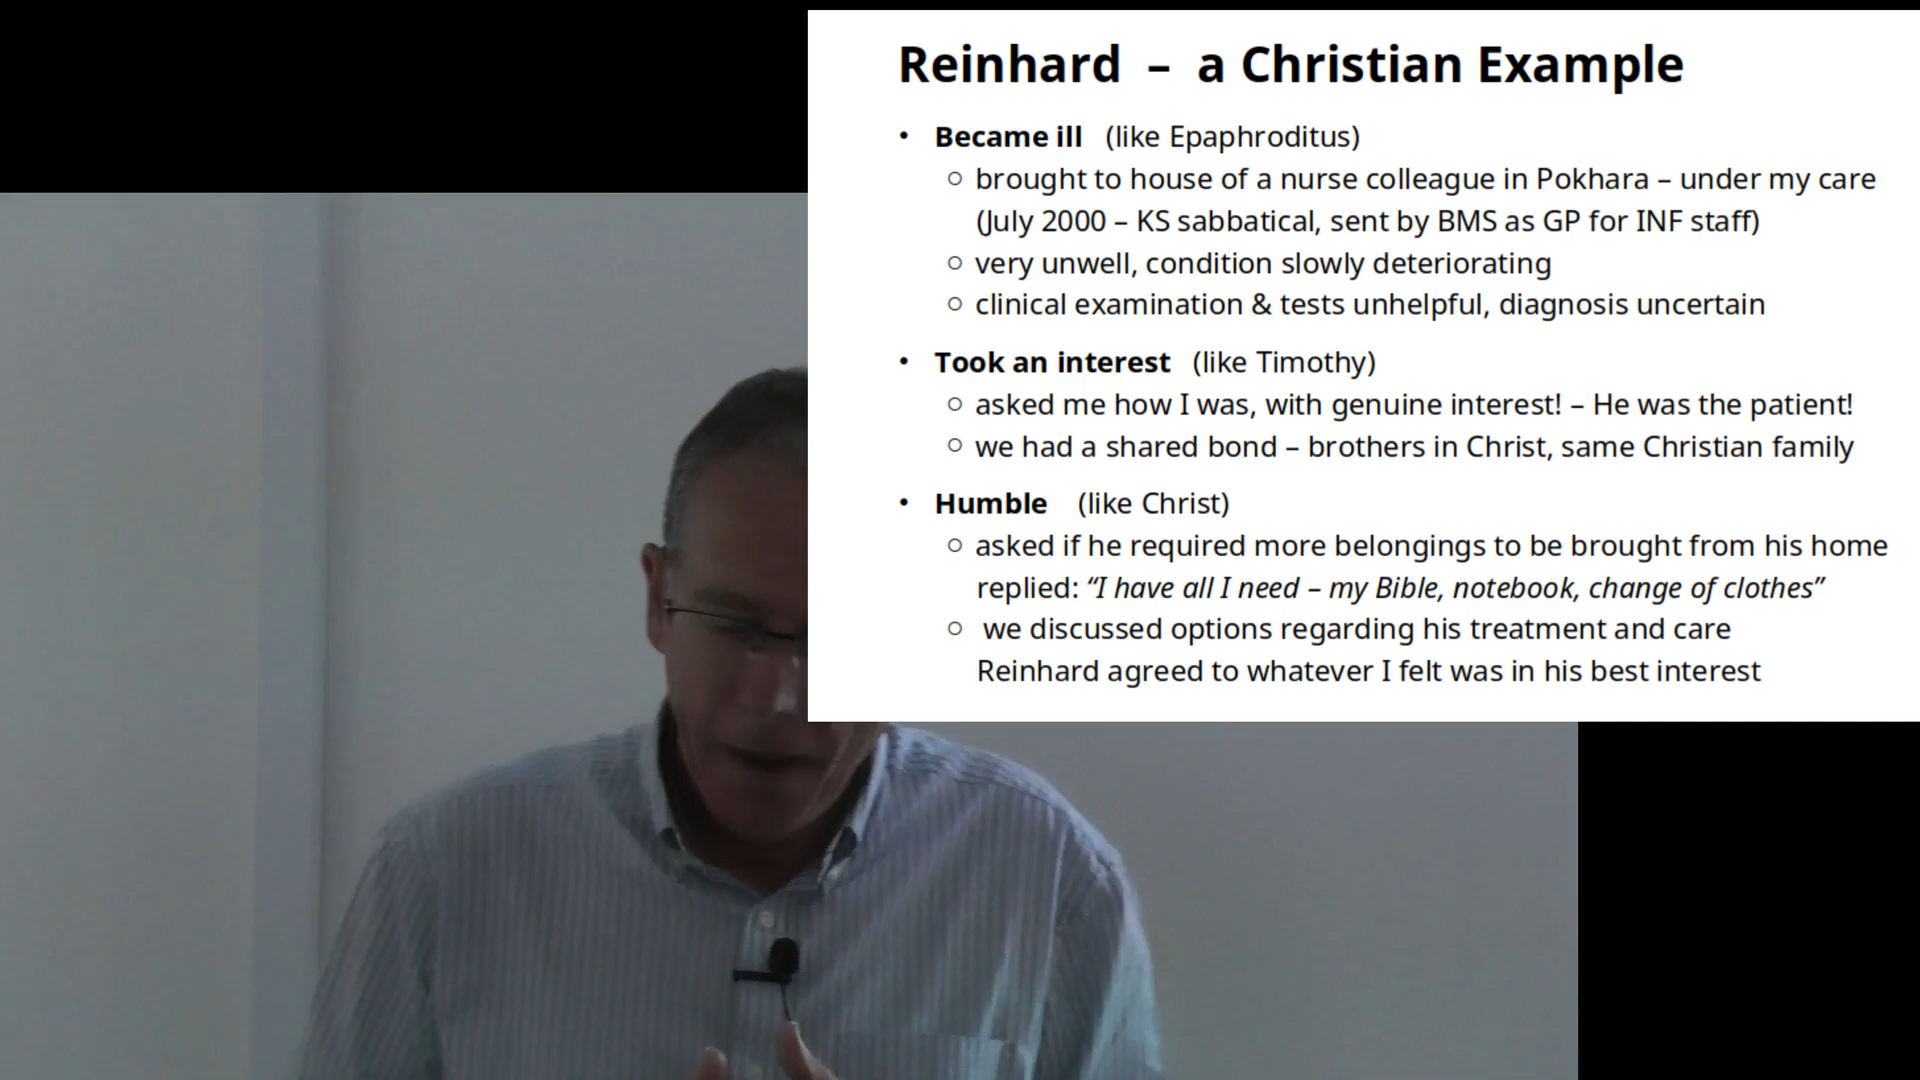 Reinhard – a Christian Example
• Became ill (like Epaphroditus)
○ brought to house of a nurse colleague in Pokhara – under my care
(July 2000 – KS sabbatical, sent by BMS as GP for INF staff)
○ very unwell, condition slowly deteriorating
○ clinical examination & tests unhelpful, diagnosis uncertain
• Took an interest (like Timothy)
○ asked me how I was, with genuine interest! – He was the patient!
○ we had a shared bond – brothers in Christ, same Christian family
• Humble (like Christ)
○ asked if he required more belongings to be brought from his home
replied: “I have all I need – my Bible, notebook, change of clothes”
○ we discussed options regarding his treatment and care
Reinhard agreed to whatever I felt was in his best interest